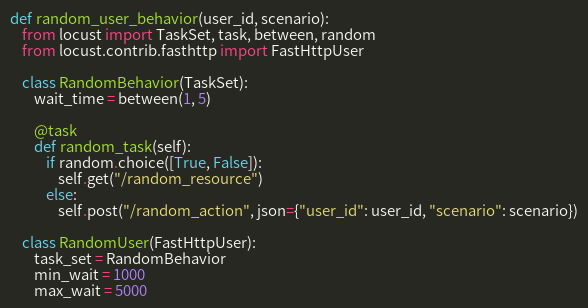 def random_user_behavior(user_id, scenario):
from locust import TaskSet, task, between, random
from locust.contrib.fasthttp import FastHttpUser
class RandomBehavior(TaskSet):
wait_time = between(1, 5)
@task
def random_task(self):
if random.choice([True, False]):
self.get("/random_resource")
else:
self.post("/random_action", json={"user_id": user_id, "scenario": scenario})
class RandomUser(FastHttpUser):
task_set = RandomBehavior
min_wait = 1000
max_wait = 5000